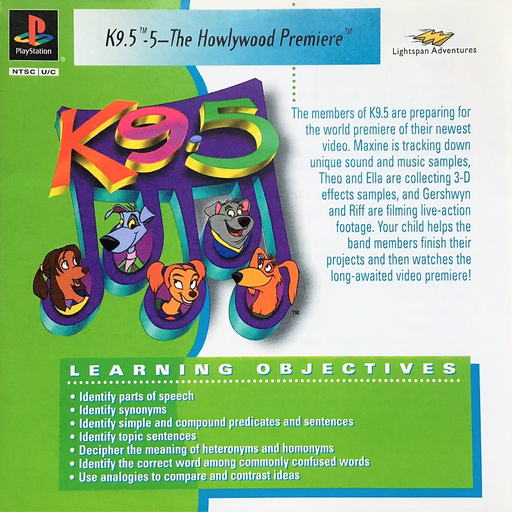 K9.5™-5–The Howlywood Premiere™
PlayStation
®
NTSC U/C
Lightspan Adventures
K9.5
The members of K9.5 are preparing for
the world premiere of their newest
video. Maxine is tracking down
unique sound and music samples,
Theo and Ella are collecting 3-D
effects samples, and Gershwyn
and Riff are filming live-action
footage. Your child helps the
band members finish their
projects and then watches the
long-awaited video premiere!
™
LEARNING OBJECTIVES
• Identify parts of speech
• Identify synonyms
• Identify simple and compound predicates and sentences
• Identify topic sentences
• Decipher the meaning of heteronyms and homonyms
• Identify the correct word among commonly confused words
• Use analogies to compare and contrast ideas